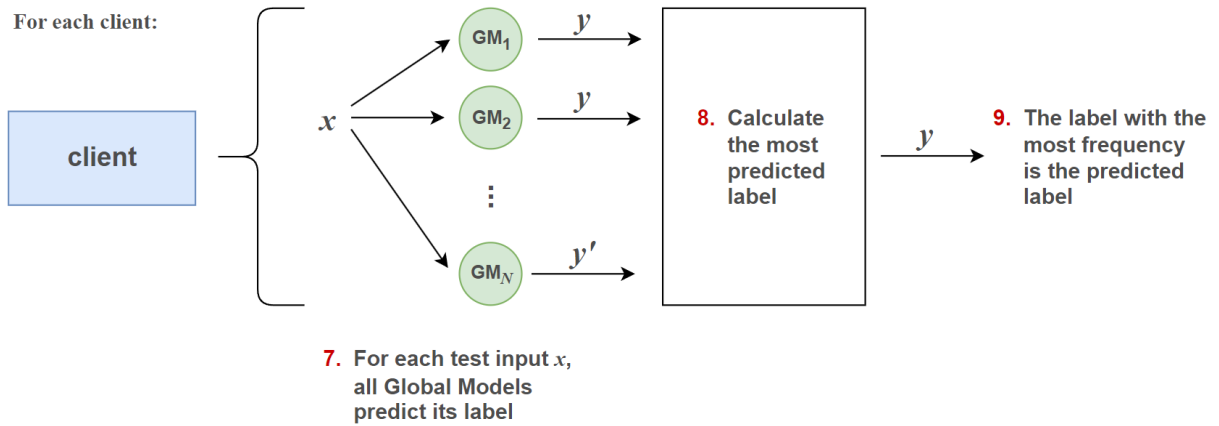 For each client:
client
x
GM1
y
GM2
y
⋮
GMN
y'
7. For each test input x,
all Global Models
predict its label
8. Calculate
the most
predicted
label
y
9. The label with the
most frequency
is the predicted
label